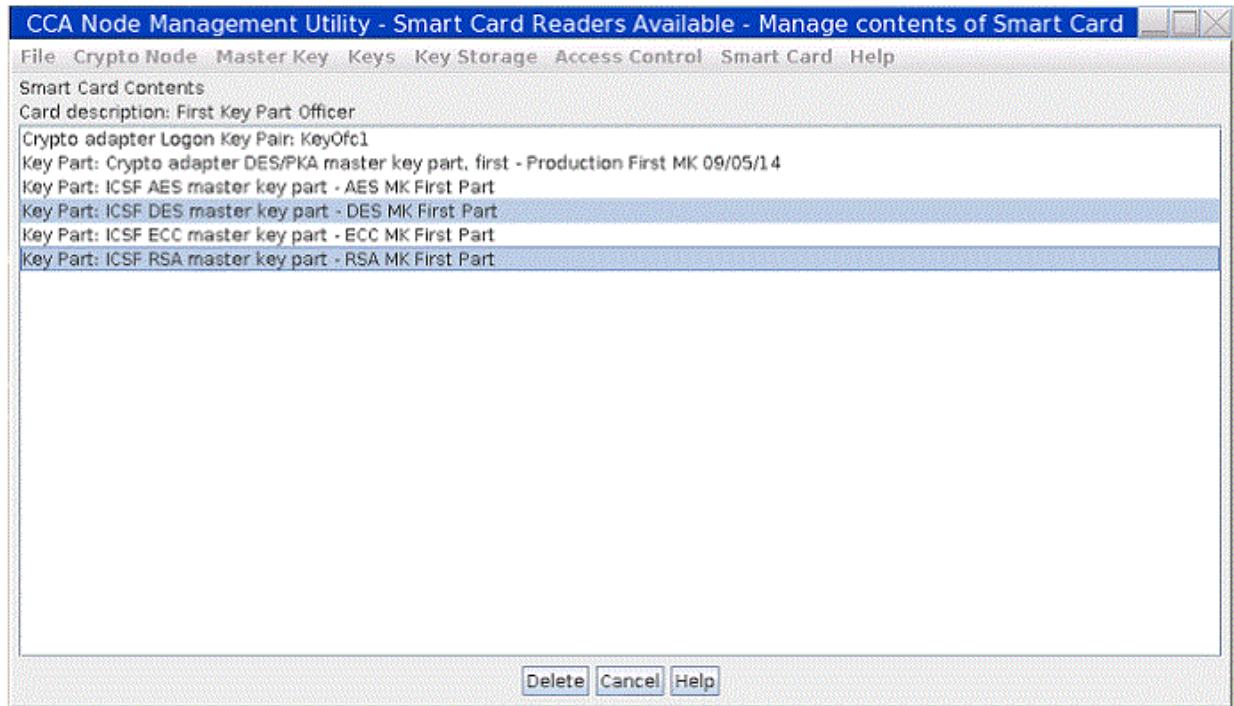 CCA Node Management Utility - Smart Card Readers Available - Manage contents of Smart Card
File Crypto Node Master Key Keys Key Storage Access Control Smart Card Help
Smart Card Contents
Card description: First Key Part Officer
Crypto adapter Logon Key Pair: KeyOfc1
Key Part: Crypto adapter DES/PKA master key part, first - Production First MK 09/05/14
Key Part: ICSF AES master key part - AES MK First Part
Key Part: ICSF DES master key part - DES MK First Part
Key Part: ICSF ECC master key part - ECC MK First Part
Key Part: ICSF RSA master key part - RSA MK First Part
Delete Cancel Help